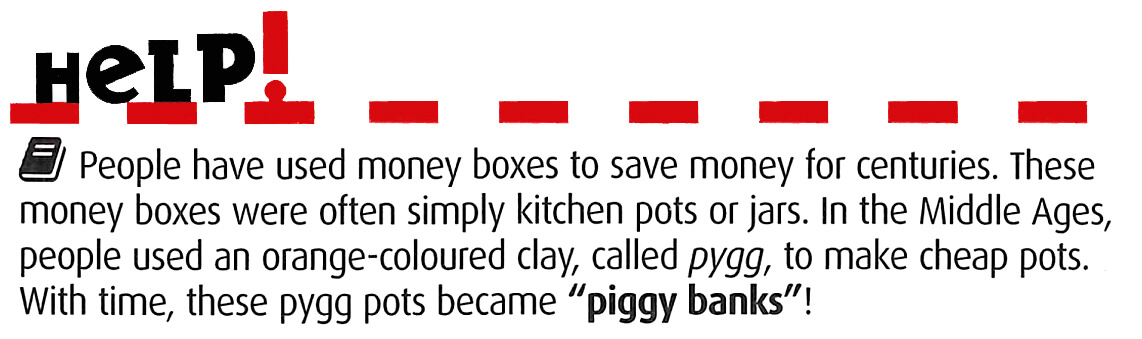 HeLP!
People have used money boxes to save money for centuries. These
money boxes were often simply kitchen pots or jars. In the Middle Ages,
people used an orange-coloured clay, called pygg, to make cheap pots.
With time, these pygg pots became “piggy banks”!